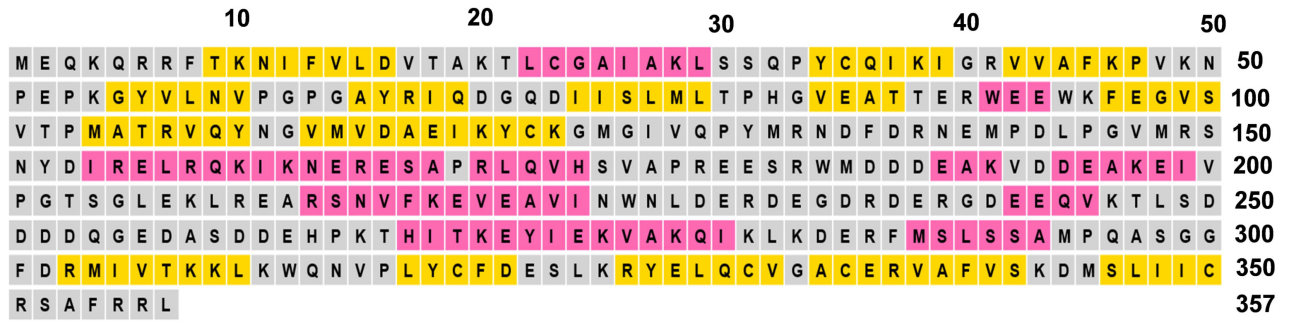 10 20 30 40 50
M E Q K Q R R F T K N I F V L D V T A K T L C G A I A K L S S Q P Y C Q I K I G R V V A F K P V K N 50
P E P K G Y V L N V P G P G A Y R I Q D G Q D I I S L M L T P H G V E A T T E R W E E W K F E G V S 100
V T P M A T R V Q Y N G V M V D A E I K Y C K G M G I V Q P Y M R N D F D R N E M P D L P G V M R S 150
N Y D I R E L R Q K I K N E R E S A P R L Q V H S V A P R E E S R W M D D D E A K V D D E A K E I V 200
P G T S G L E K L R E A R S N V F K E V E A V I N W N L D E R D E G D R D E R G D E E Q V K T L S D 250
D D D Q G E D A S D D E H P K T H I T K E Y I E K V A K Q I K L K D E R F M S L S S A M P Q A S G G 300
F D R M I V T K K L K W Q N V P L Y C F D E S L K R Y E L Q C V G A C E R V A F V S K D M S L I I C 350
R S A F R R L 357